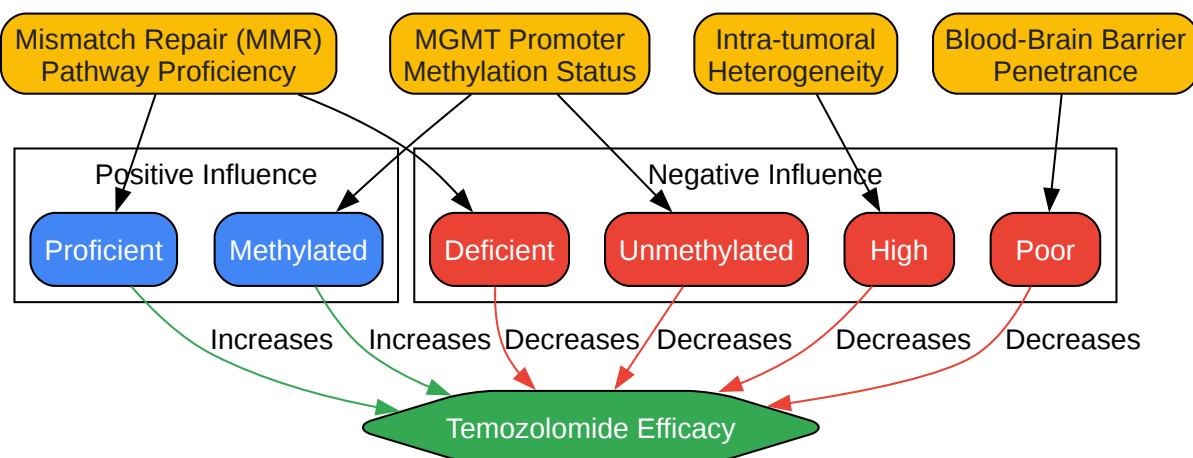 Mismatch Repair (MMR)
Pathway Proficiency
MGMT Promoter
Methylation Status
Intra-tumoral
Heterogeneity
Blood-Brain Barrier
Penetrance
Positive Influence
Negative Influence
Proficient
Methylated
Deficient
Unmethylated
High
Poor
Increases
Increases
Decreases
Decreases
Decreases
Decreases
Temozolomide Efficacy